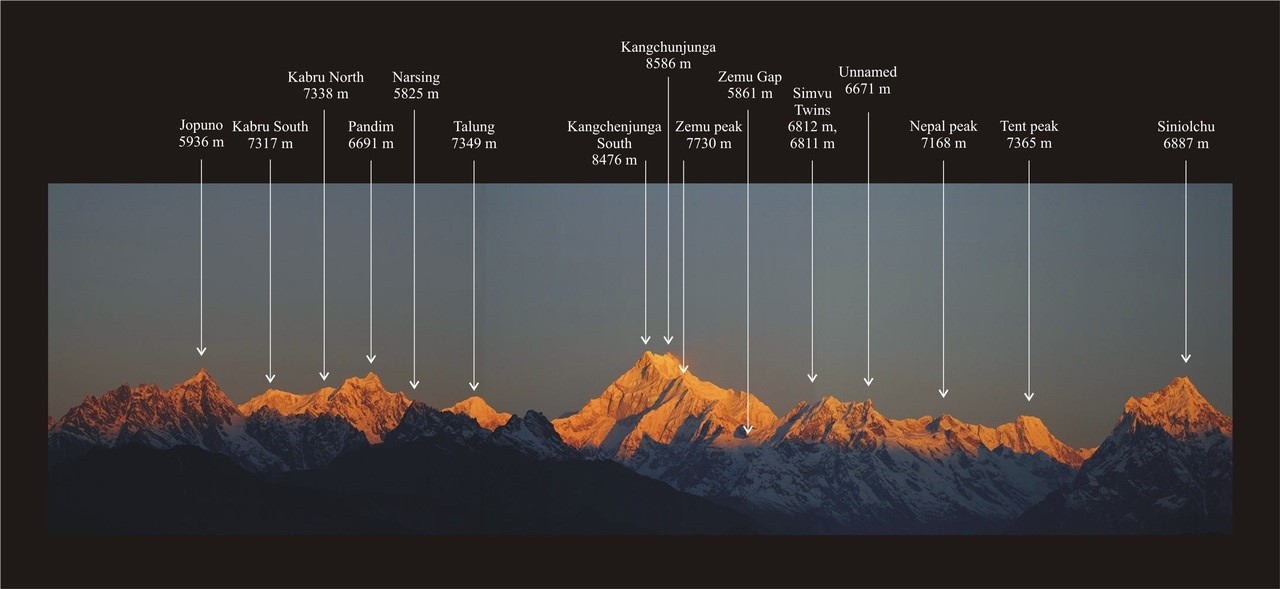 Jopuno
5936 m
Kabru South
7317 m
Kabru North
7338 m
Pandim
6691 m
Narsing
5825 m
Talung
7349 m
Kangchenjunga
South
8476 m
Kangchunjunga
8586 m
Zemu peak
7730 m
Zemu Gap
5861 m
Simvu
Twins
6812 m,
6811 m
Unnamed
6671 m
Nepal peak
7168 m
Tent peak
7365 m
Siniolchu
6887 m